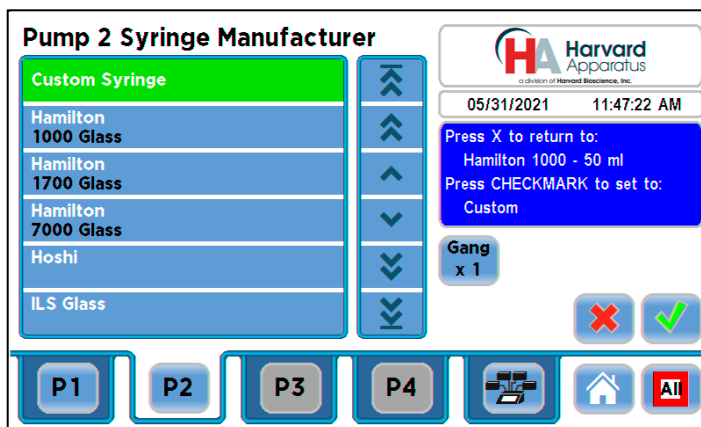 Pump 2 Syringe Manufacturer
Custom Syringe
Hamilton
1000 Glass
Hamilton
1700 Glass
Hamilton
7000 Glass
Hoshi
ILS Glass
HA Harvard
Apparatus
a division of Harvard Bioscience, Inc.
05/31/2021 11:47:22 AM
Press X to return to:
Hamilton 1000 - 50 ml
Press CHECKMARK to set to:
Custom
Gang
x 1
P1 P2 P3 P4 All